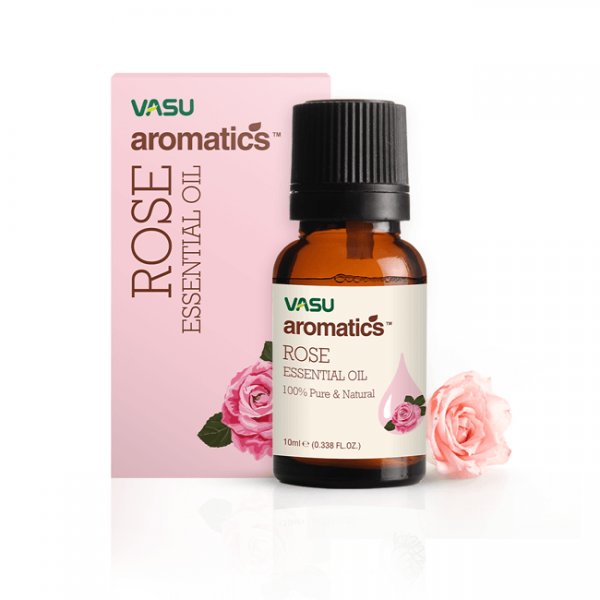 VASU
aromatics™
ROSE
ESSENTIAL OIL
VASU
aromatics™
ROSE
ESSENTIAL OIL
100% Pure & Natural
10ml ℮ (0.338 FL.OZ.)